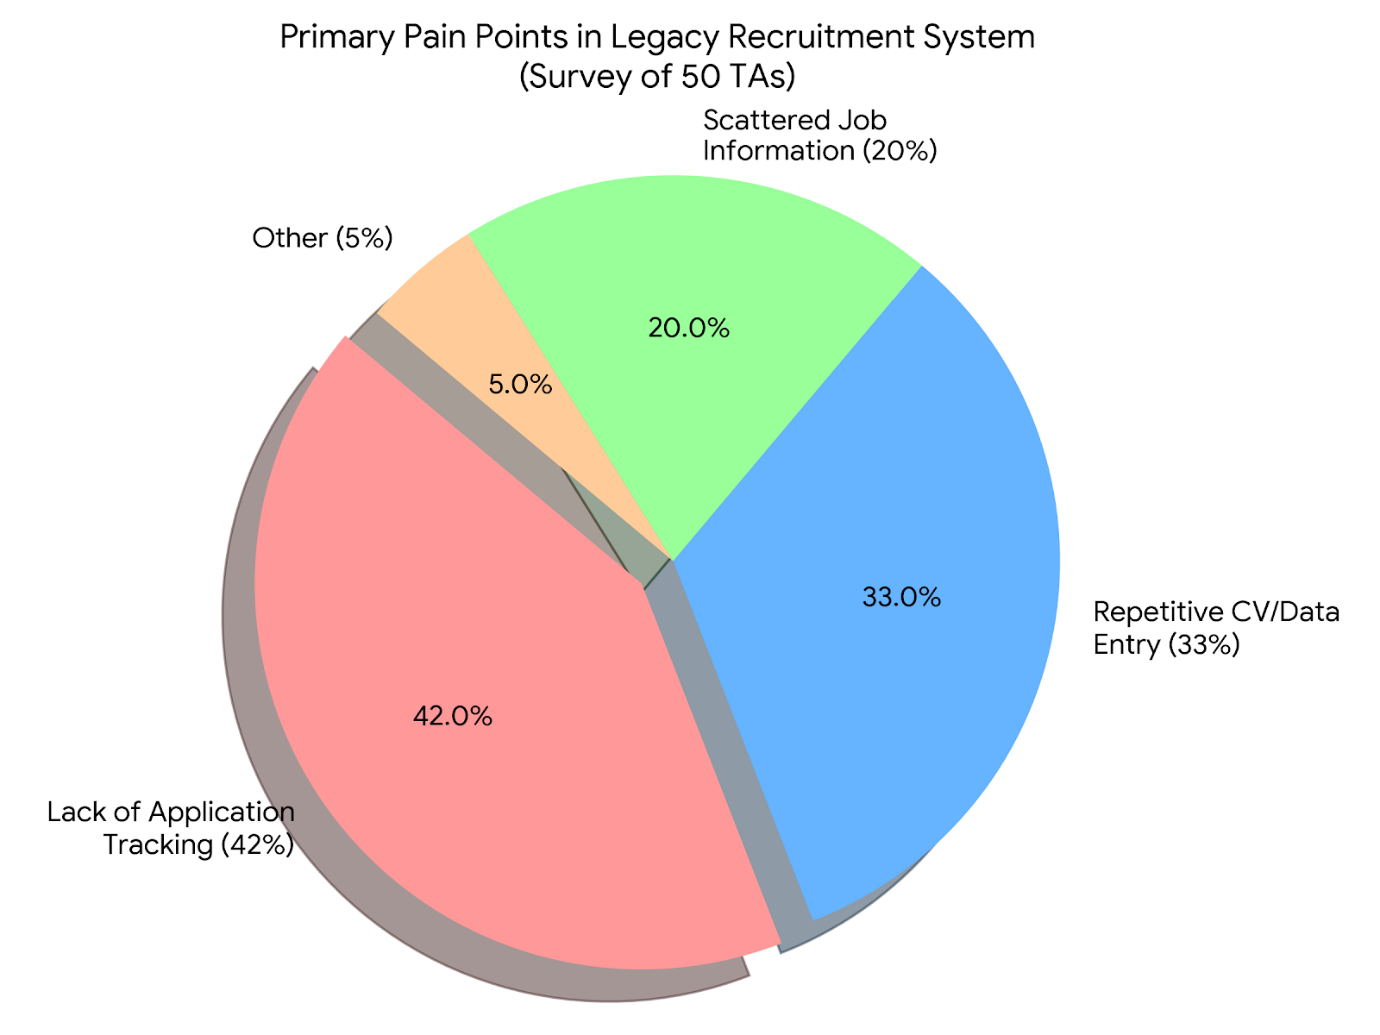 Primary Pain Points in Legacy Recruitment System
(Survey of 50 TAs)
Scattered Job
Information (20%)
Other (5%)
20.0%
5.0%
33.0%
Repetitive CV/Data
Entry (33%)
42.0%
Lack of Application
Tracking (42%)